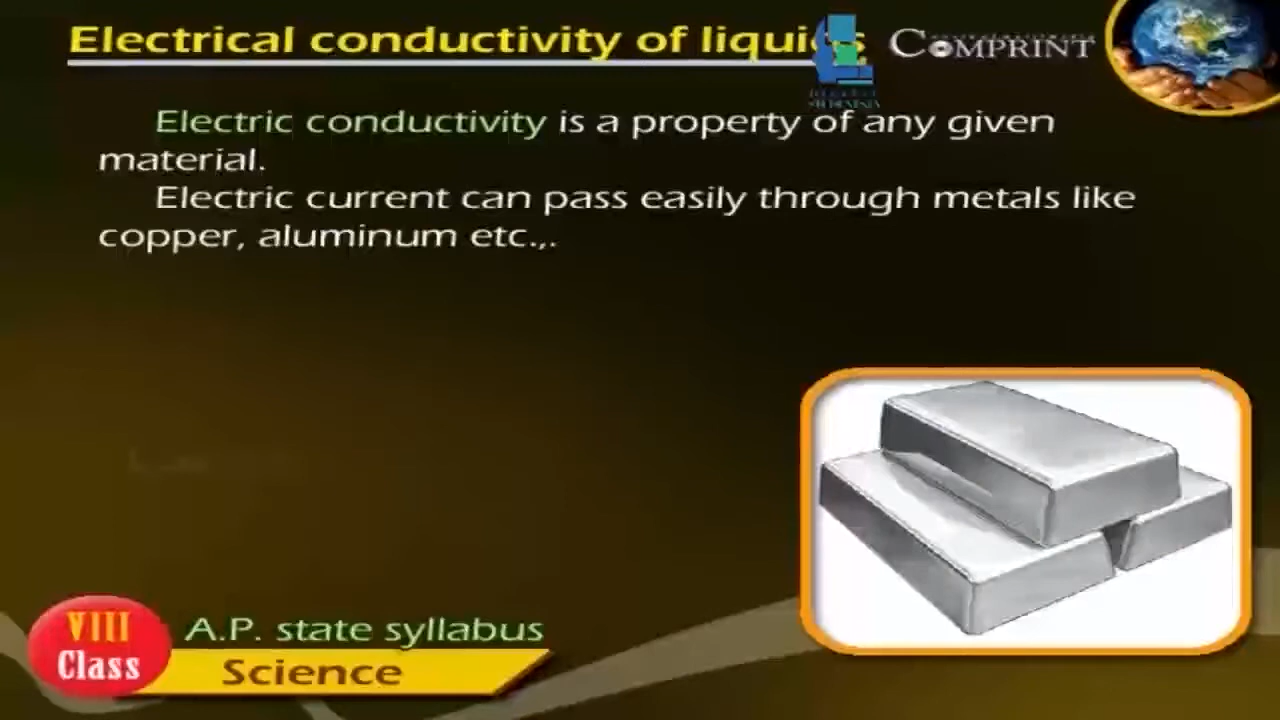 Electrical conductivity of liquids
COMPRINT
Electric conductivity is a property of any given
material.
Electric current can pass easily through metals like
copper, aluminum etc.,.
VIII
Class
A.P. state syllabus
Science